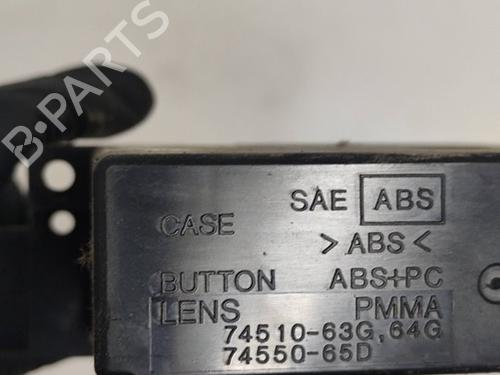 B-PARTS
SAE ABS
CASE
>ABS<
BUTTON ABS+PC
LENS PMMA
74510-63G, 64G
74550-65D